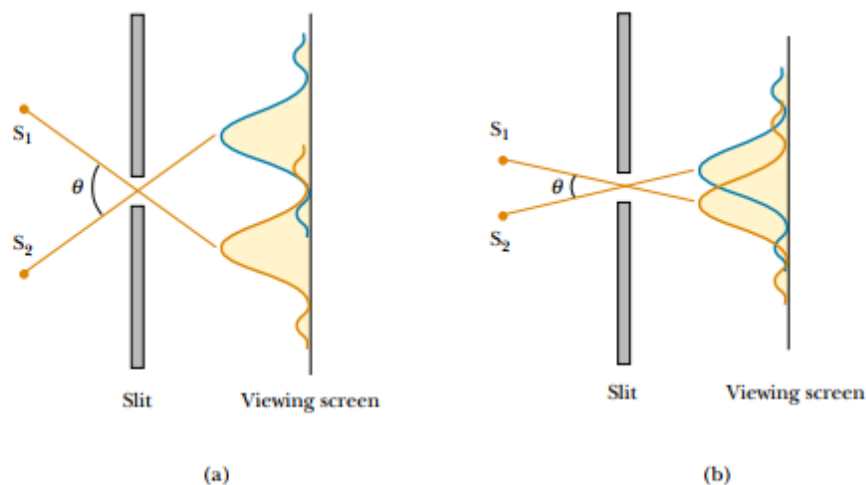 S₁
θ
S₂
Slit
Viewing screen
(a)
S₁
θ
S₂
Slit
Viewing screen
(b)